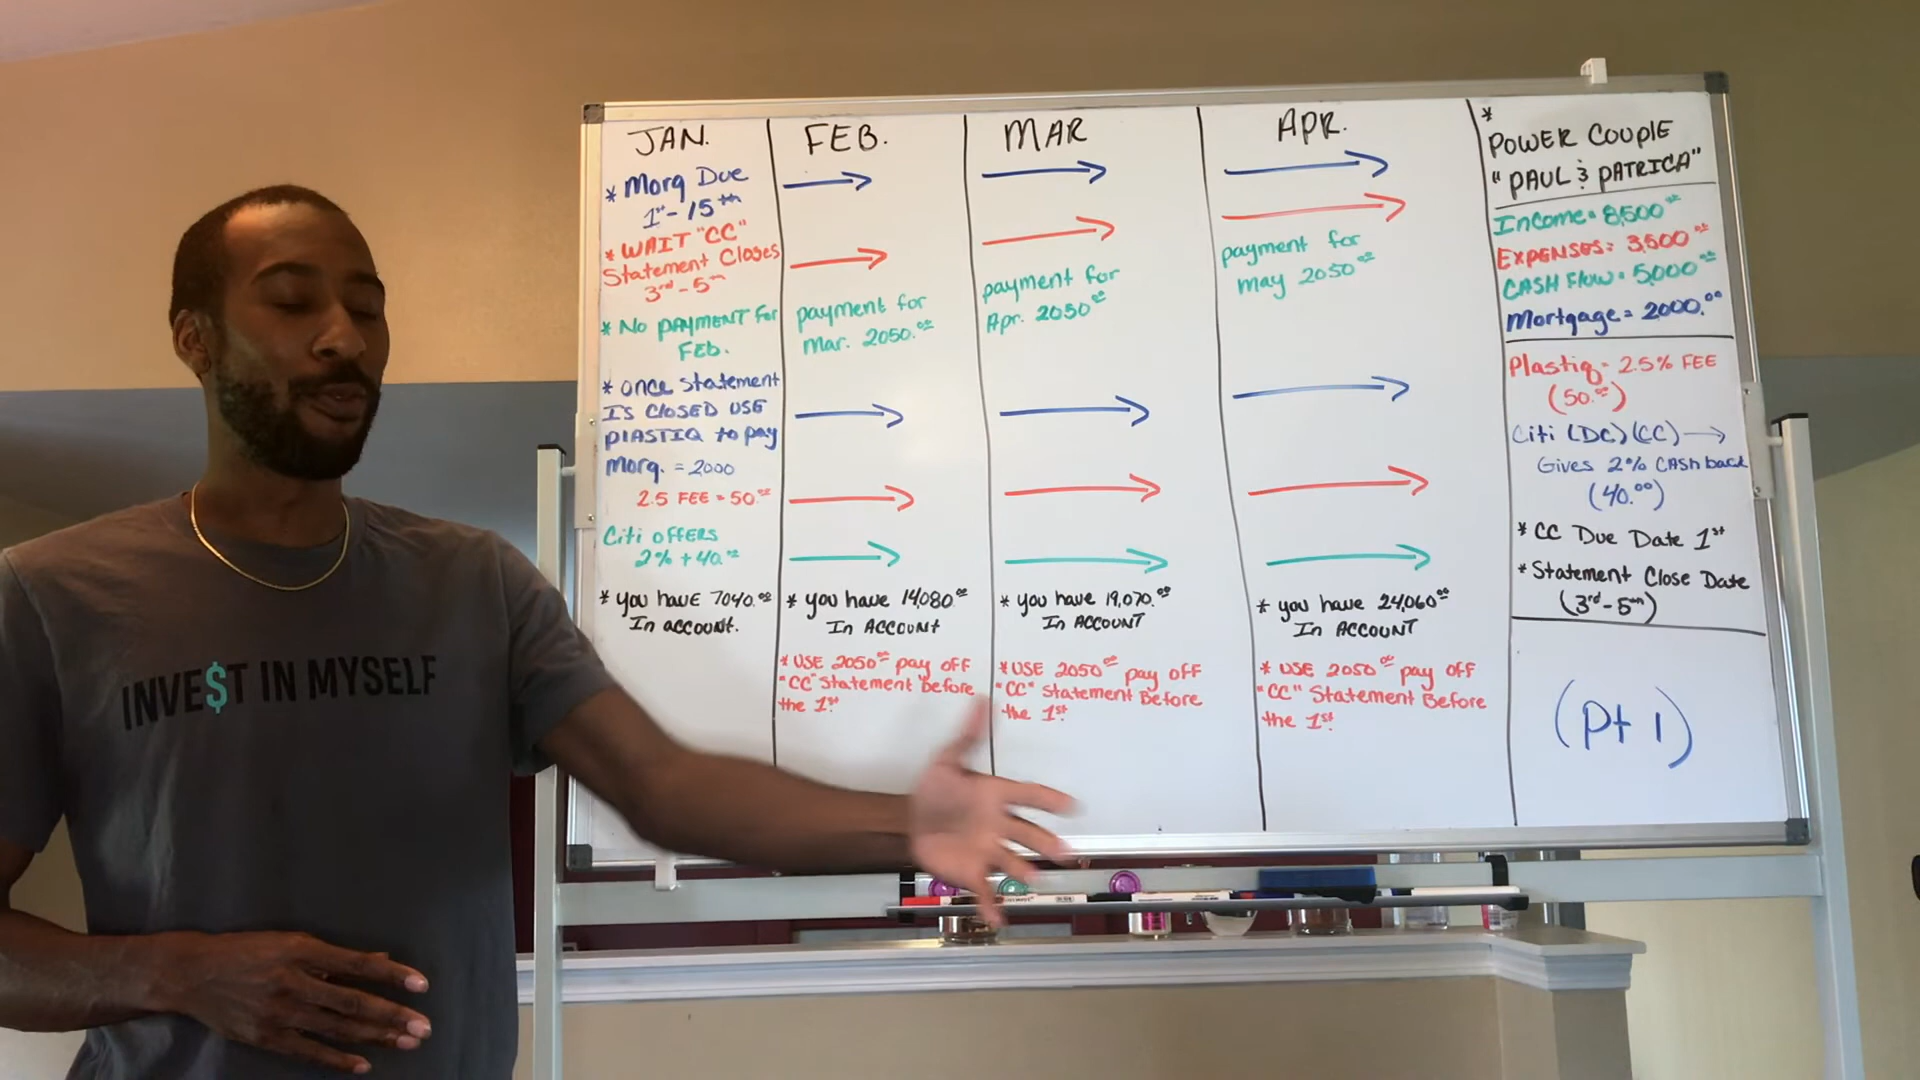 JAN.
* Morg Due
1st - 15th
* WAIT "CC"
Statement Closes
3rd - 5th
* NO PAYMENT For
Feb.
* once statement
IS CLOSED USE
PLASTIQ to pay
Morg. = 2000
2.5 FEE = 50.00
Citi OFFERS
2% + 40.00
* you have 7040.00
In account.
FEB.
payment for
Mar. 2050.00
* you have 14,080.00
In ACCOUNT
* USE 2050.00 pay off
"CC" Statement Before
the 1st
MAR
payment for
Apr. 2050.00
* you have 19,070.00
In ACCOUNT
* USE 2050.00 pay off
"CC" Statement Before
the 1st.
APR.
payment for
may 2050.00
* you have 24,060.00
In ACCOUNT
* USE 2050.00 pay off
"CC" Statement Before
the 1st.
*
POWER COUPLE
"PAUL & PATRICA"
Income = 8,500.00
EXPENSES: 3,500.00
CASH Flow = 5,000.00
Mortgage = 2,000.00
Plastiq - 2.5% FEE
(50.00)
Citi (DC) (CC) →
Gives 2% CAsh back
(40.00)
* CC Due Date 1st
* Statement Close Date
(3rd - 5th)
(Pt 1)
INVE$T IN MYSELF